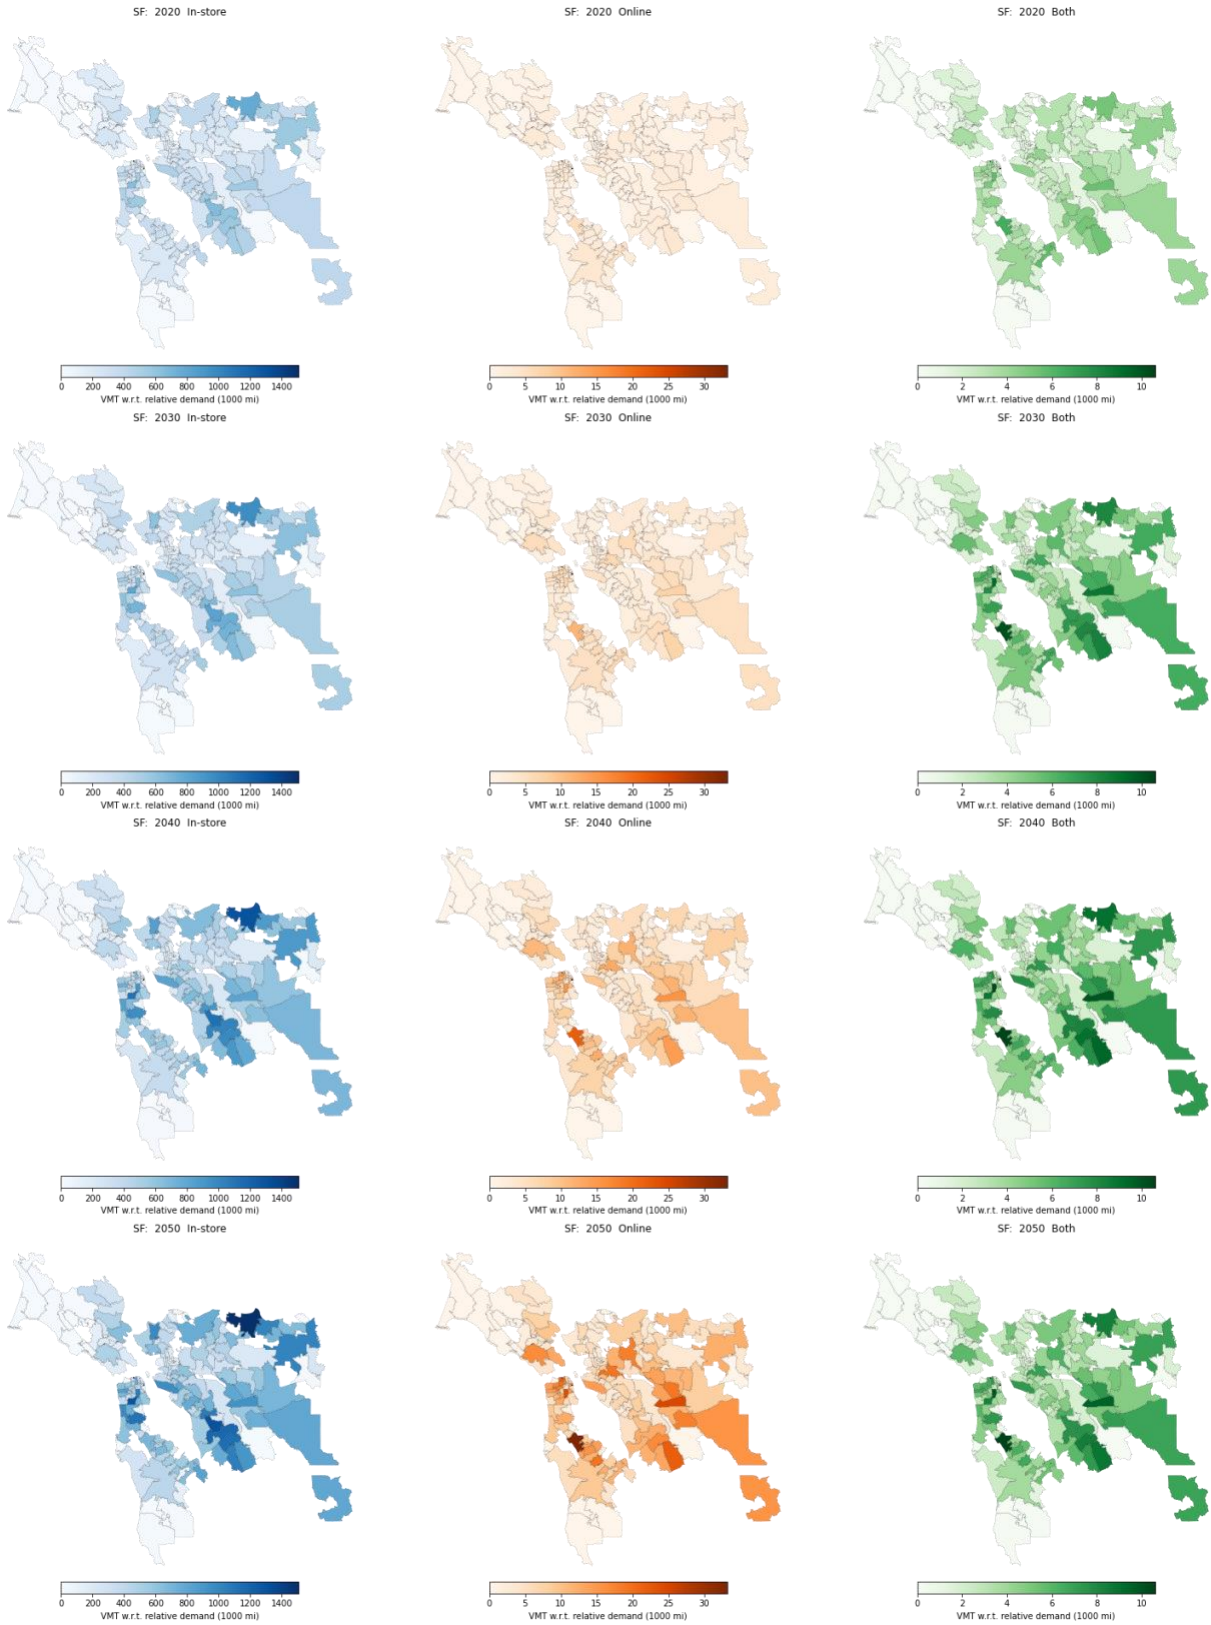 SF:  2020  In-store
SF:  2020  Online
SF:  2020  Both
0 200 400 600 800 1000 1200 1400
VMT w.r.t. relative demand (1000 mi)
0 5 10 15 20 25 30
VMT w.r.t. relative demand (1000 mi)
0 2 4 6 8 10
VMT w.r.t. relative demand (1000 mi)
SF:  2030  In-store
SF:  2030  Online
SF:  2030  Both
0 200 400 600 800 1000 1200 1400
VMT w.r.t. relative demand (1000 mi)
0 5 10 15 20 25 30
VMT w.r.t. relative demand (1000 mi)
0 2 4 6 8 10
VMT w.r.t. relative demand (1000 mi)
SF:  2040  In-store
SF:  2040  Online
SF:  2040  Both
0 200 400 600 800 1000 1200 1400
VMT w.r.t. relative demand (1000 mi)
0 5 10 15 20 25 30
VMT w.r.t. relative demand (1000 mi)
0 2 4 6 8 10
VMT w.r.t. relative demand (1000 mi)
SF:  2050  In-store
SF:  2050  Online
SF:  2050  Both
0 200 400 600 800 1000 1200 1400
VMT w.r.t. relative demand (1000 mi)
0 5 10 15 20 25 30
VMT w.r.t. relative demand (1000 mi)
0 2 4 6 8 10
VMT w.r.t. relative demand (1000 mi)